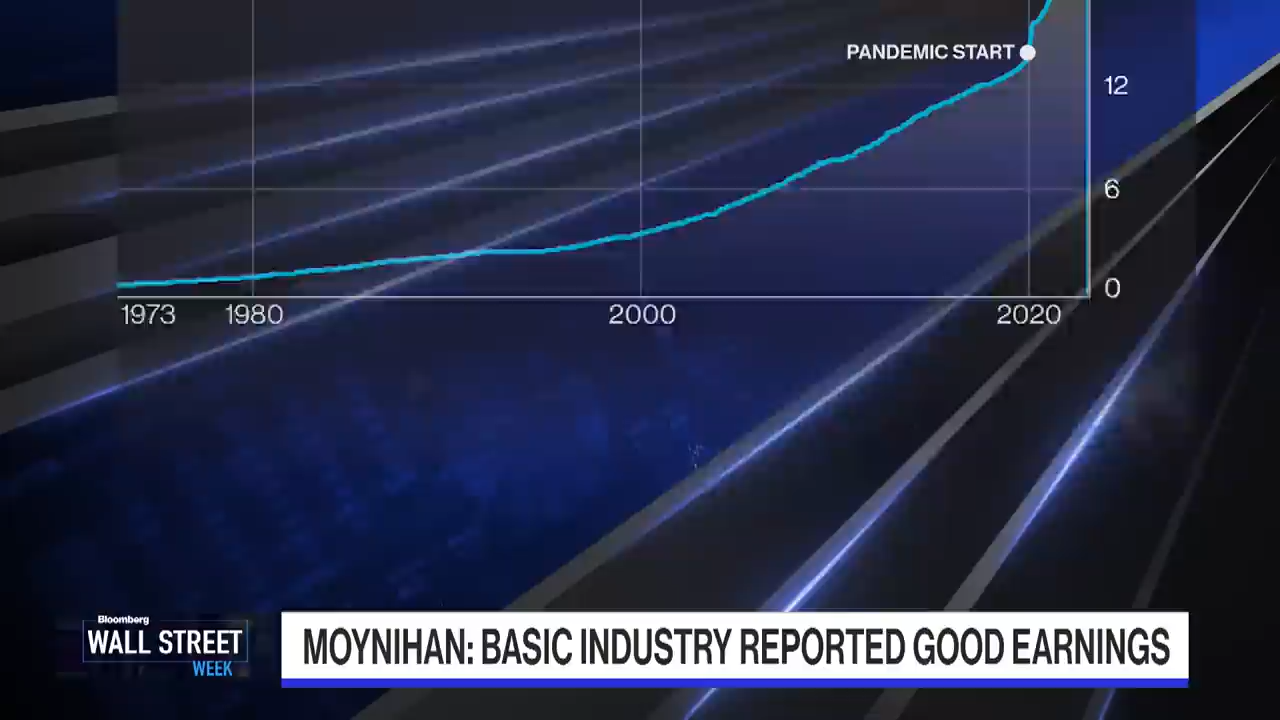 PANDEMIC START
12
6
0
1973 1980 2000 2020
Bloomberg
WALL STREET
WEEK
MOYNIHAN: BASIC INDUSTRY REPORTED GOOD EARNINGS